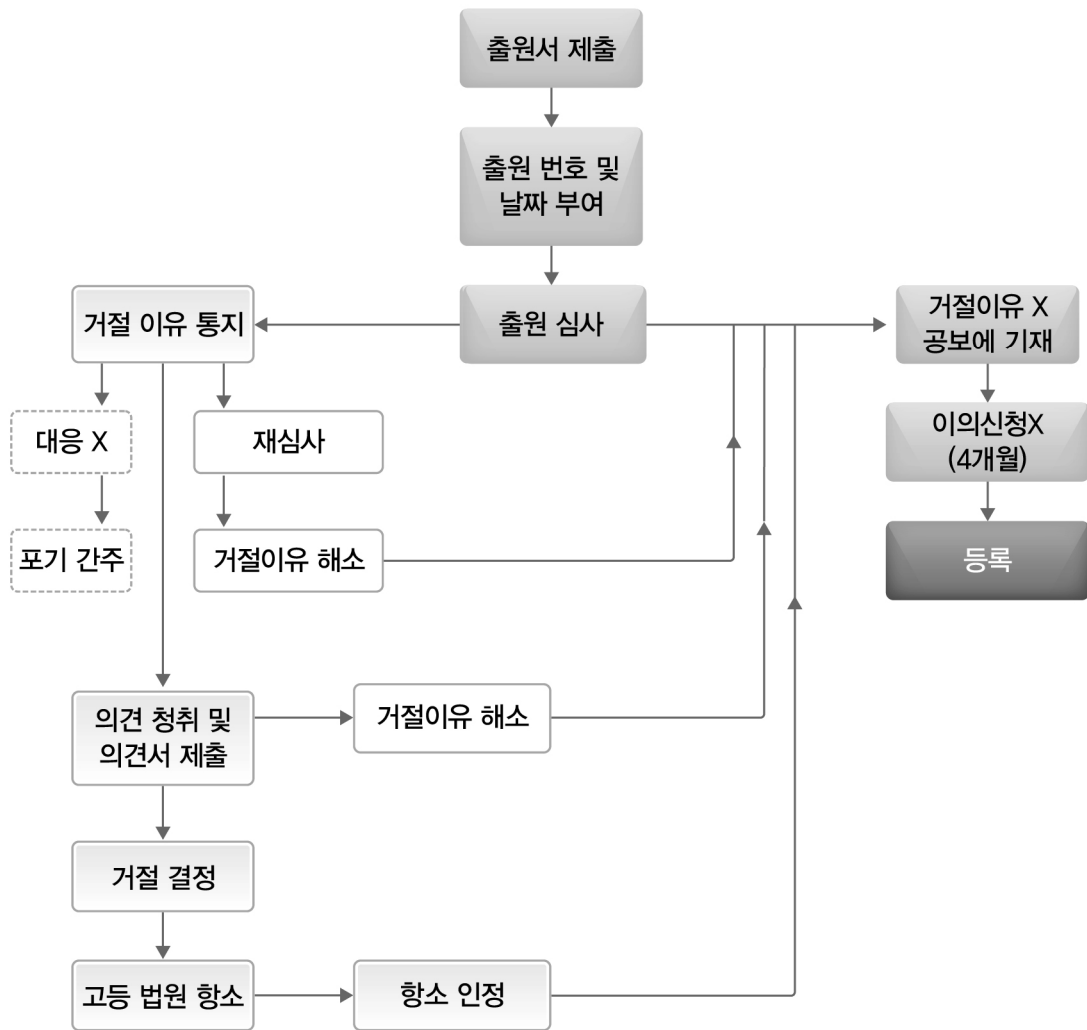 출원서 제출
출원 번호 및
날짜 부여
출원 심사
거절 이유 통지
거절이유 X
공보에 기재
대응 X
재심사
이의신청X
(4개월)
포기 간주
거절이유 해소
등록
의견 청취 및
의견서 제출
거절이유 해소
거절 결정
고등 법원 항소
항소 인정